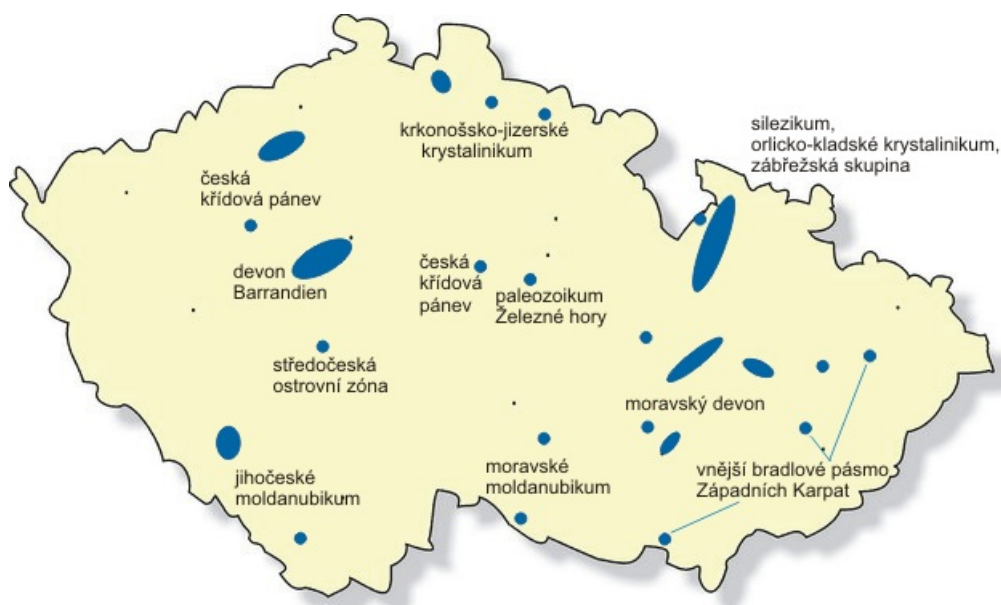 krkonošsko-jizerské
krystalinikum
silezikum,
orlicko-kladské krystalinikum,
zábřežská skupina
česká
křídová pánev
devon
Barrandien
česká
křídová
pánev
paleozoikum
Železné hory
středočeská
ostrovní zóna
moravský devon
jihočeské
moldanubikum
moravské
moldanubikum
vnější bradlové pásmo
Západních Karpat